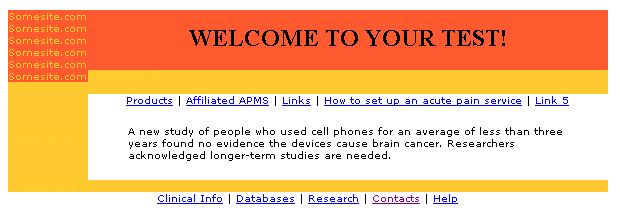 Somesite.com
Somesite.com
Somesite.com
Somesite.com
Somesite.com
Somesite.com
WELCOME TO YOUR TEST!
Products | Affiliated APMS | Links | How to set up an acute pain service | Link 5
A new study of people who used cell phones for an average of less than three
years found no evidence the devices cause brain cancer. Researchers
acknowledged longer-term studies are needed.
Clinical Info | Databases | Research | Contacts | Help